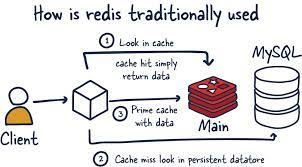 How is redis traditionally used
① Look in cache
cache hit simply
return data
MySQL
③ Prime cache
with data
Client
Main
② Cache miss look in persistent datatore